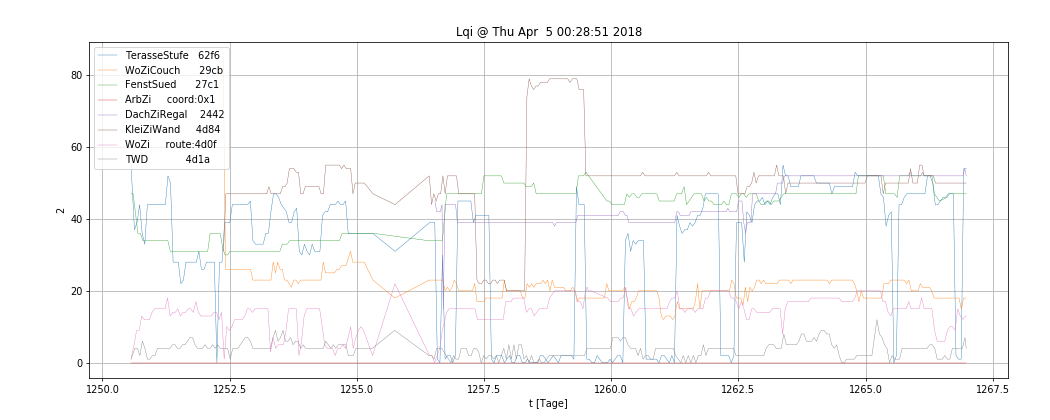 Lqi @ Thu Apr  5 00:28:51 2018
80
60
40
20
0
2
TerasseStufe 62f6
WoZiCouch 29cb
FenstSued 27c1
ArbZi coord:0x1
DachZiRegal 2442
KleiZiWand 4d84
WoZi route:4d0f
TWD 4d1a
1250.0 1252.5 1255.0 1257.5 1260.0 1262.5 1265.0 1267.5
t [Tage]